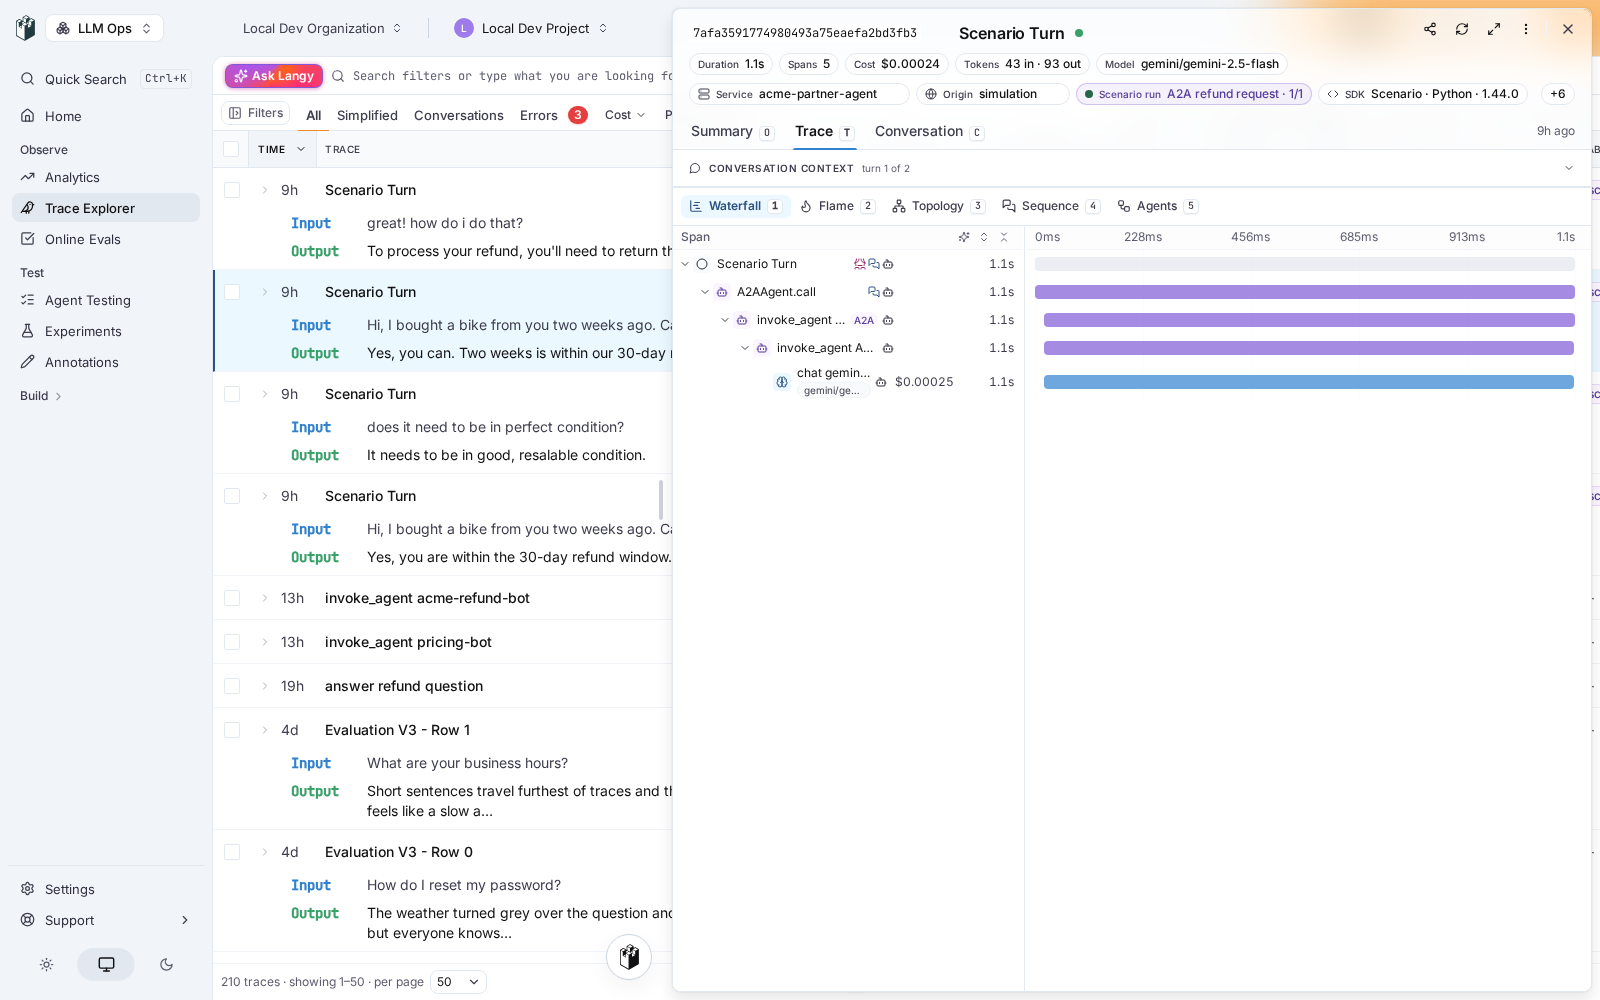 LLM Ops
Local Dev Organization
L Local Dev Project
Quick Search Ctrl+K
Home
Observe
Analytics
Trace Explorer
Online Evals
Test
Agent Testing
Experiments
Annotations
Build
Settings
Support
Ask Langy
Search filters or type what you are looking fo
Filters
All Simplified Conversations Errors 3 Cost P
TIME TRACE
9h Scenario Turn
Input great! how do i do that?
Output To process your refund, you'll need to return th
9h Scenario Turn
Input Hi, I bought a bike from you two weeks ago. Ca
Output Yes, you can. Two weeks is within our 30-day r
9h Scenario Turn
Input does it need to be in perfect condition?
Output It needs to be in good, resalable condition.
9h Scenario Turn
Input Hi, I bought a bike from you two weeks ago. Ca
Output Yes, you are within the 30-day refund window.
13h invoke_agent acme-refund-bot
13h invoke_agent pricing-bot
19h answer refund question
4d Evaluation V3 - Row 1
Input What are your business hours?
Output Short sentences travel furthest of traces and th
feels like a slow a...
4d Evaluation V3 - Row 0
Input How do I reset my password?
Output The weather turned grey over the question and
but everyone knows...
210 traces · showing 1–50 · per page 50
7afa3591774980493a75eaefa2bd3fb3 Scenario Turn
Duration 1.1s Spans 5 Cost $0.00024 Tokens 43 in · 93 out Model gemini/gemini-2.5-flash
Service acme-partner-agent Origin simulation Scenario run A2A refund request · 1/1 SDK Scenario · Python · 1.44.0 +6
Summary O Trace T Conversation C 9h ago
CONVERSATION CONTEXT turn 1 of 2
Waterfall 1 Flame 2 Topology 3 Sequence 4 Agents 5
Span 0ms 228ms 456ms 685ms 913ms 1.1s
Scenario Turn 1.1s
A2AAgent.call 1.1s
invoke_agent ... A2A 1.1s
invoke_agent A... 1.1s
chat gemin... $0.00025 1.1s
gemini/ge...